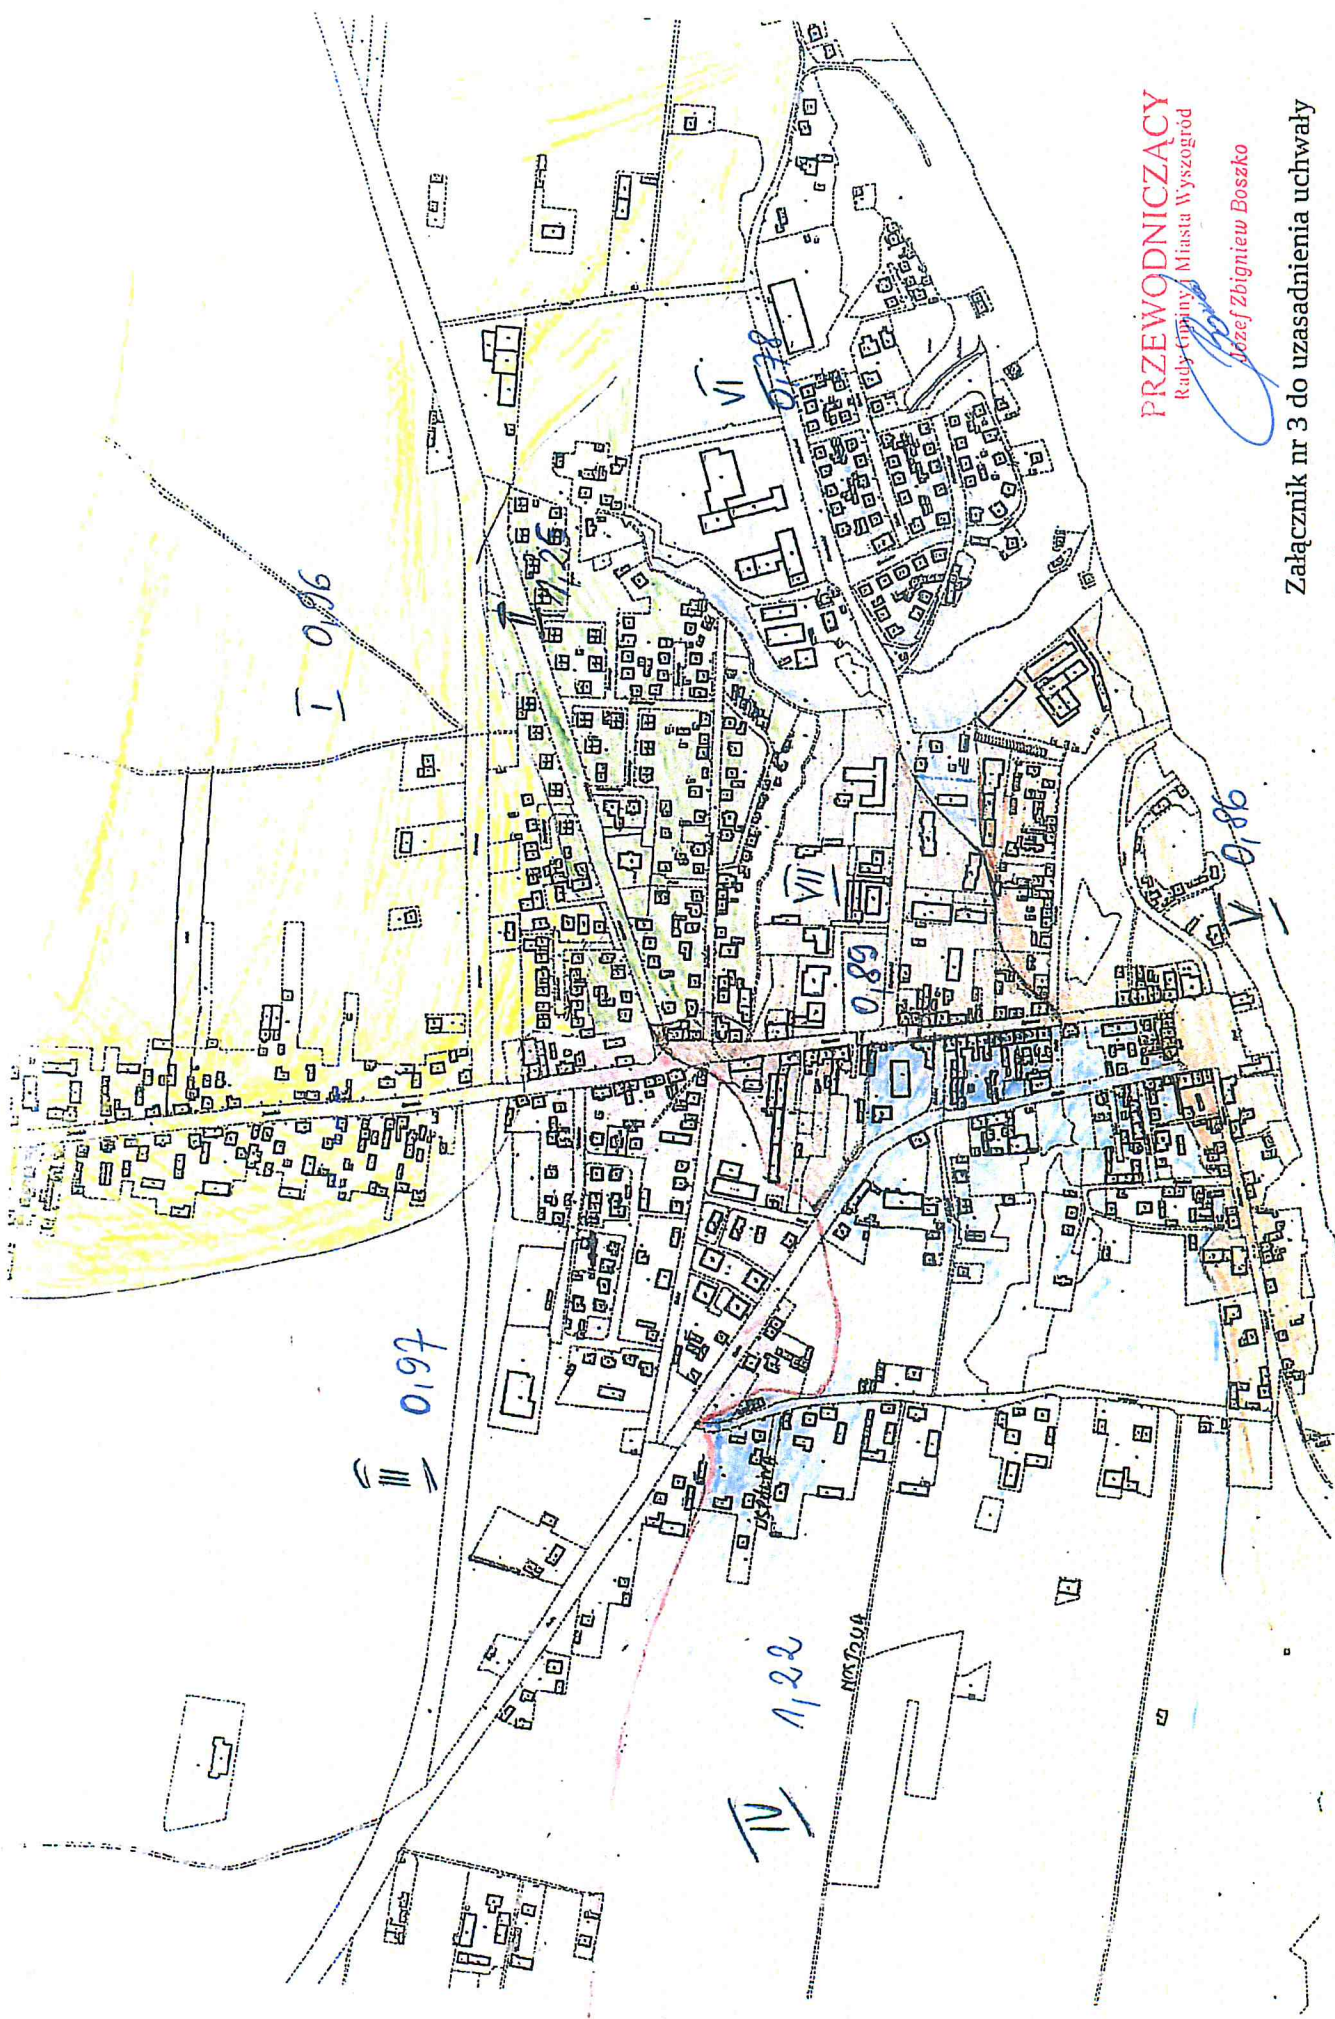 I 0,96
II 1,26
III 0,97
IV 1,22
V 0,86
VI 0,78
VII 0,89
PRZEWODNICZĄCY
Rady Gminy i Miasta Wyszogród
Józef Zbigniew Boszko
Załącznik nr 3 do uzasadnienia uchwały